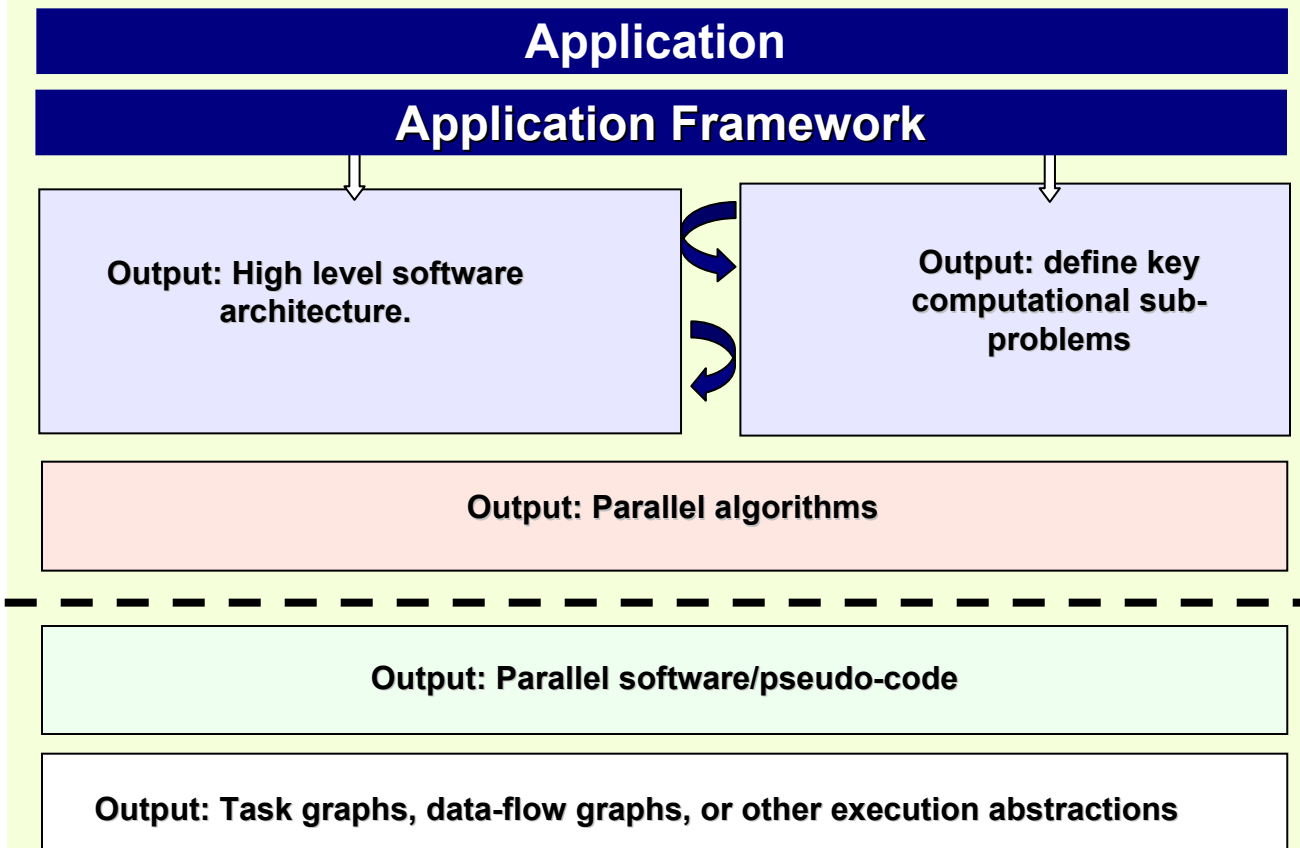 Application
Application Framework
Output: High level software
architecture.
Output: define key
computational sub-
problems
Output: Parallel algorithms
Output: Parallel software/pseudo-code
Output: Task graphs, data-flow graphs, or other execution abstractions